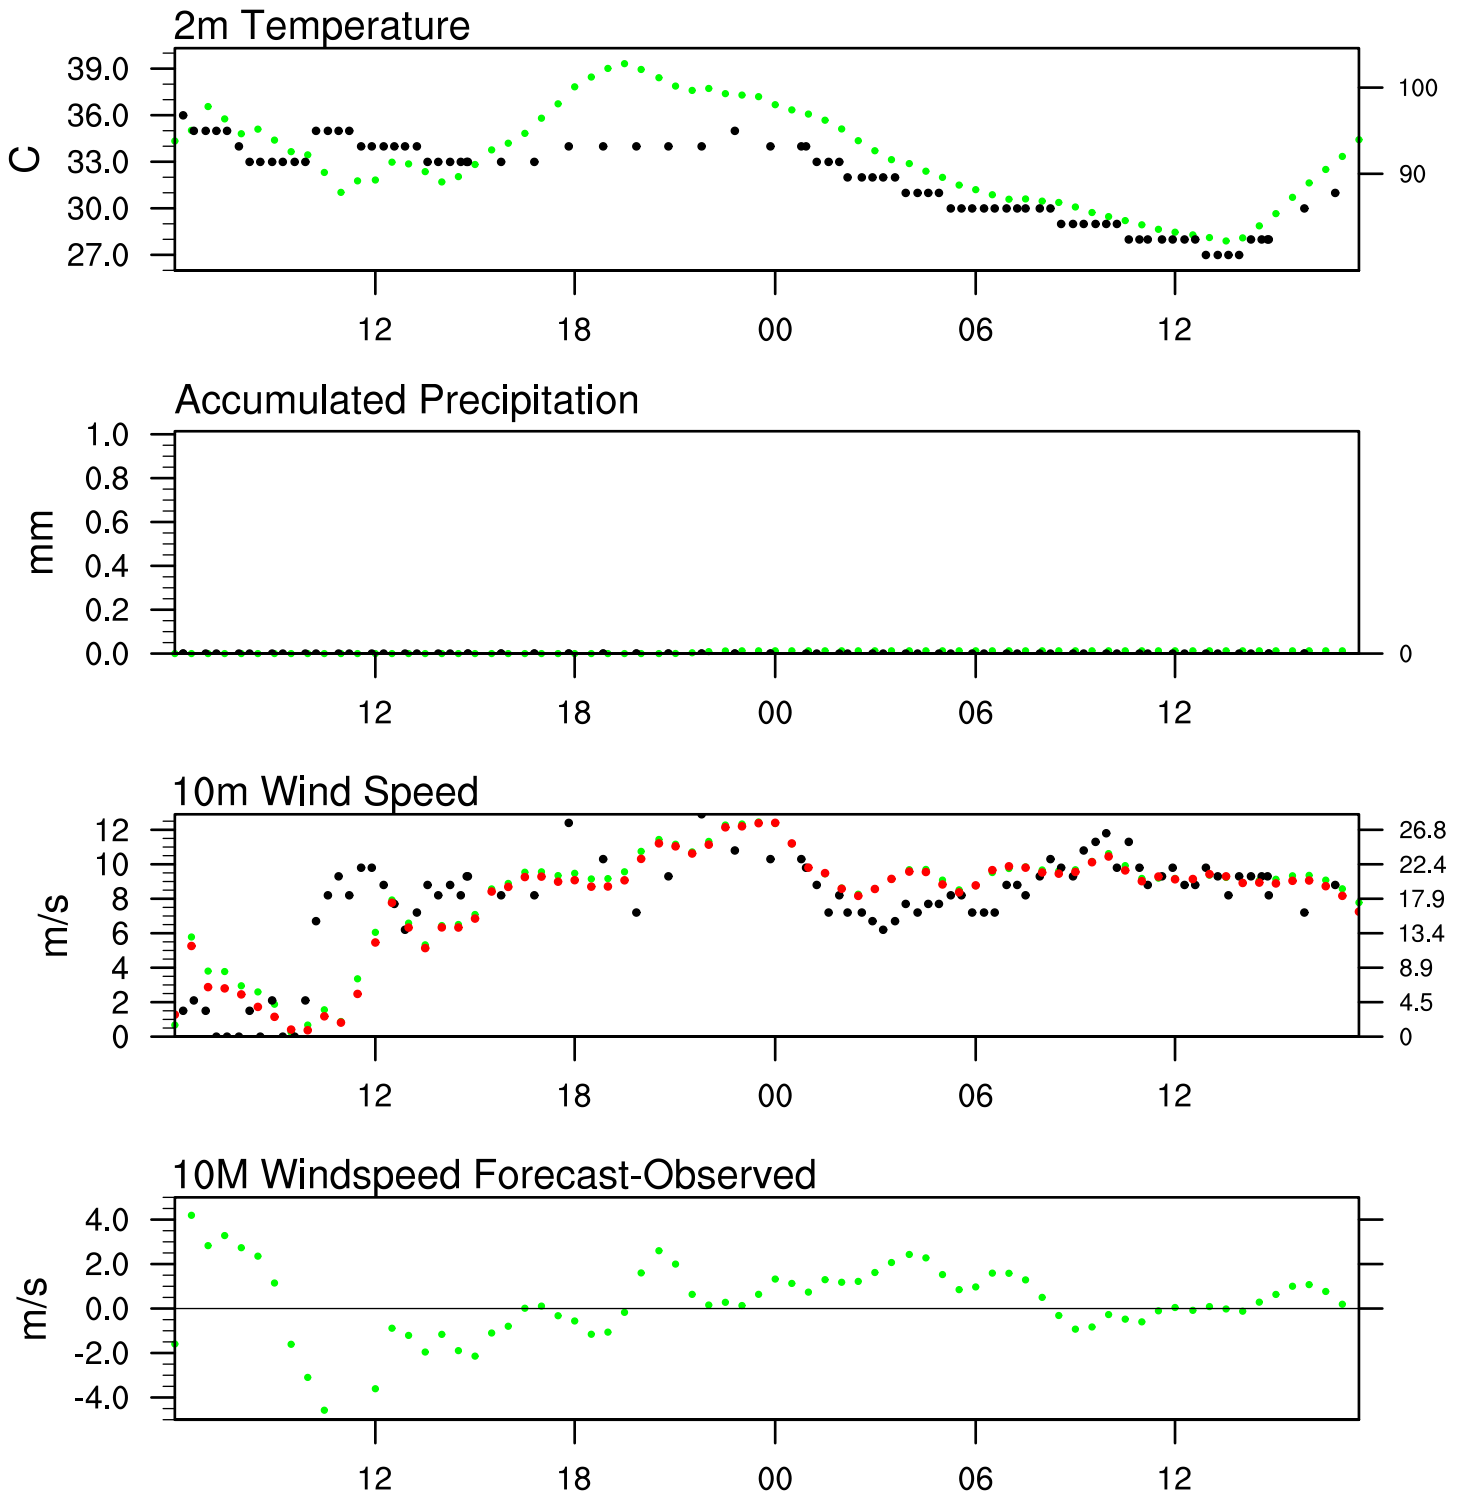 2m Temperature
39.0
36.0
33.0
30.0
27.0
C
100
90
12 18 00 06 12
Accumulated Precipitation
1.0
0.8
0.6
0.4
0.2
0.0
mm
0
12 18 00 06 12
10m Wind Speed
12
10
8
6
4
2
0
m/s
26.8
22.4
17.9
13.4
8.9
4.5
0
12 18 00 06 12
10M Windspeed Forecast-Observed
4.0
2.0
0.0
-2.0
-4.0
m/s
12 18 00 06 12